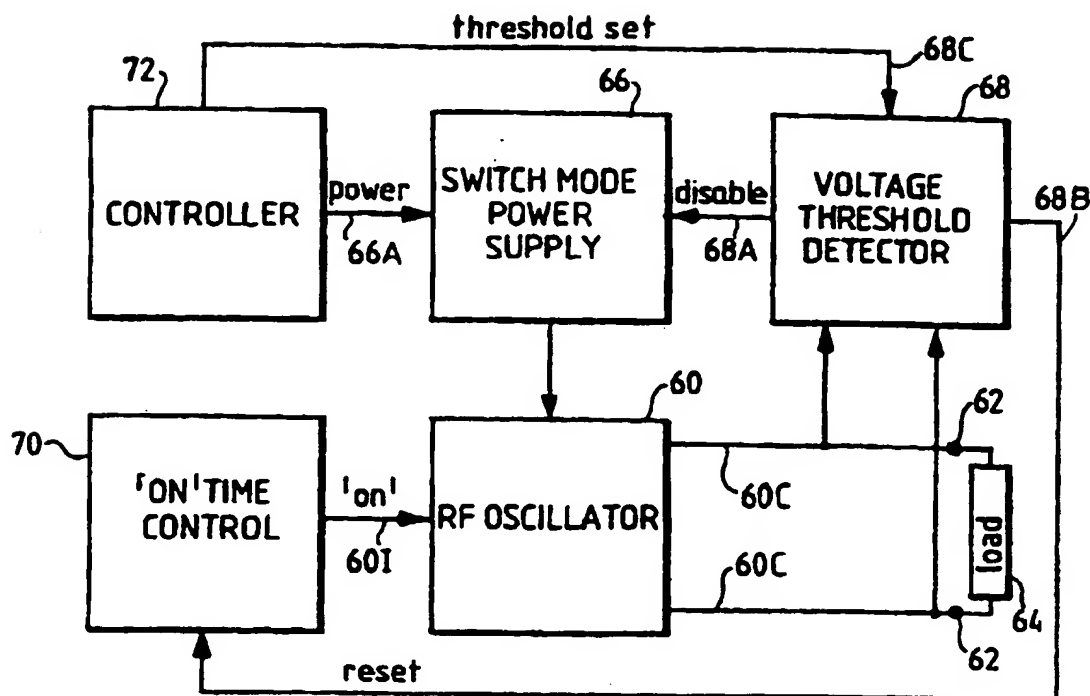 threshold set
68C
72
66
68
CONTROLLER
power
66A
SWITCH MODE
POWER
SUPPLY
disable
68A
VOLTAGE
THRESHOLD
DETECTOR
68B
70
'ON' TIME
CONTROL
'on'
60I
60
RF OSCILLATOR
60C
62
load
60C
62
64
reset